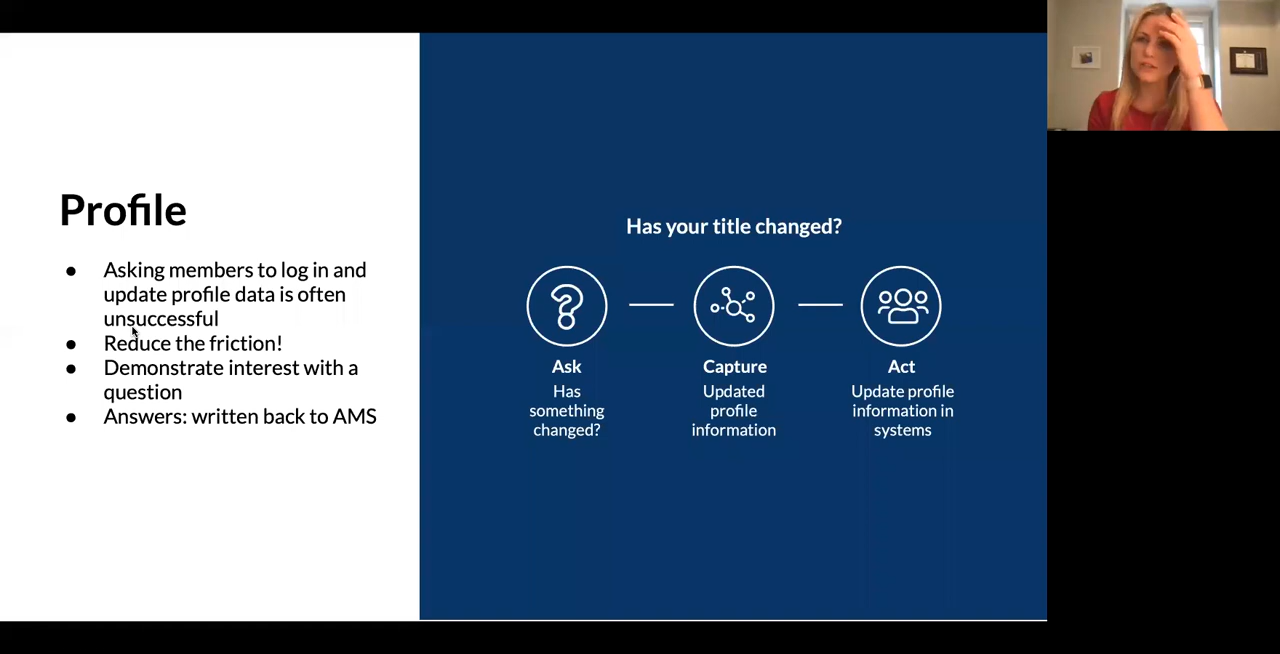 Profile
● Asking members to log in and
update profile data is often
unsuccessful
● Reduce the friction!
● Demonstrate interest with a
question
● Answers: written back to AMS
Has your title changed?
Ask
Has
something
changed?
Capture
Updated
profile
information
Act
Update profile
information in
systems